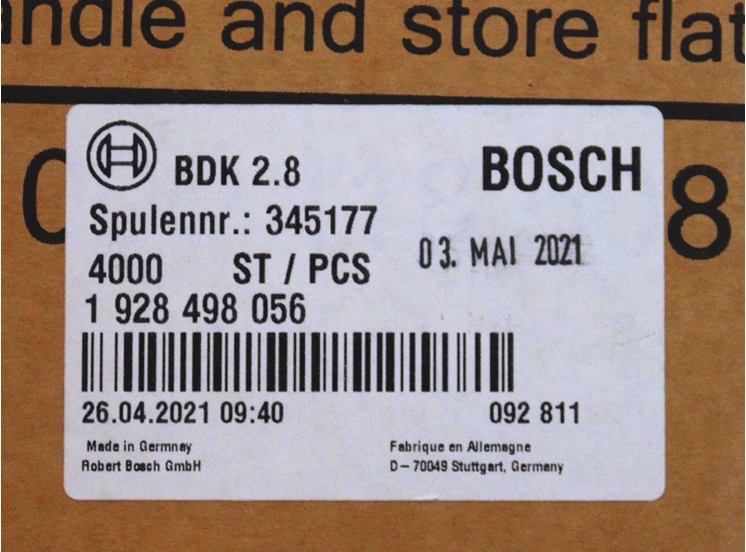 andle and store flat
BDK 2.8 BOSCH
Spulennr.: 345177
4000 ST / PCS 03. MAI 2021
1 928 498 056
26.04.2021 09:40 092 811
Made in Germnay Fabrique en Allemagne
Robert Bosch GmbH D-70049 Stuttgart, Germany
8